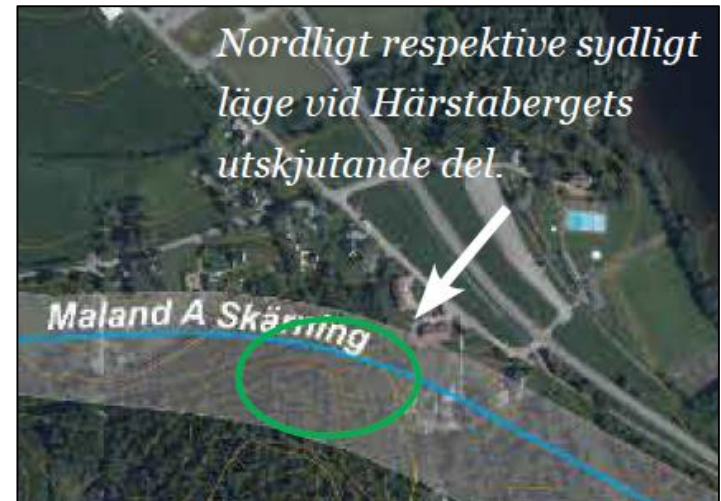 Nordligt respektive sydligt
läge vid Härstabergets
utskjutande del.
Maland A Skärning